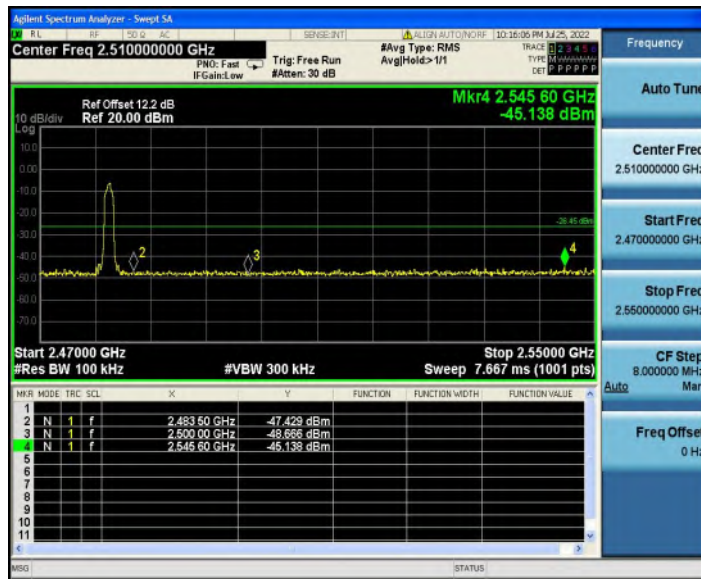 Agilent Spectrum Analyzer - Swept SA
RL RF 50 Ω AC SENSE:INT ALIGN AUTO/NO RF 10:16:06 PM Jul 25, 2022
Center Freq 2.510000000 GHz
PNO: Fast
IFGain:Low
Trig: Free Run
#Atten: 30 dB
#Avg Type: RMS
Avg|Hold:>1/1
TRACE 1 2 3 4 5 6
TYPE M
DET P P P P P P
Ref Offset 12.2 dB
10 dB/div Ref 20.00 dBm
Log
Mkr4 2.545 60 GHz
-45.138 dBm
10.0
0.00
-10.0
-20.0
-30.0
-40.0
-50.0
-60.0
-70.0
2
3
4
Start 2.47000 GHz Stop 2.55000 GHz
#Res BW 100 kHz #VBW 300 kHz Sweep 7.667 ms (1001 pts)
MKR MODE TRC SCL X Y FUNCTION FUNCTION WIDTH FUNCTION VALUE
1
2 N 1 f 2.483 50 GHz -47.429 dBm
3 N 1 f 2.500 00 GHz -48.666 dBm
4 N 1 f 2.545 60 GHz -45.138 dBm
5
6
7
8
9
10
11
MSG STATUS
Frequency
Auto Tune
Center Freq
2.510000000 GHz
Start Freq
2.470000000 GHz
Stop Freq
2.550000000 GHz
CF Step
8.000000 MHz
Auto Man
Freq Offset
0 Hz